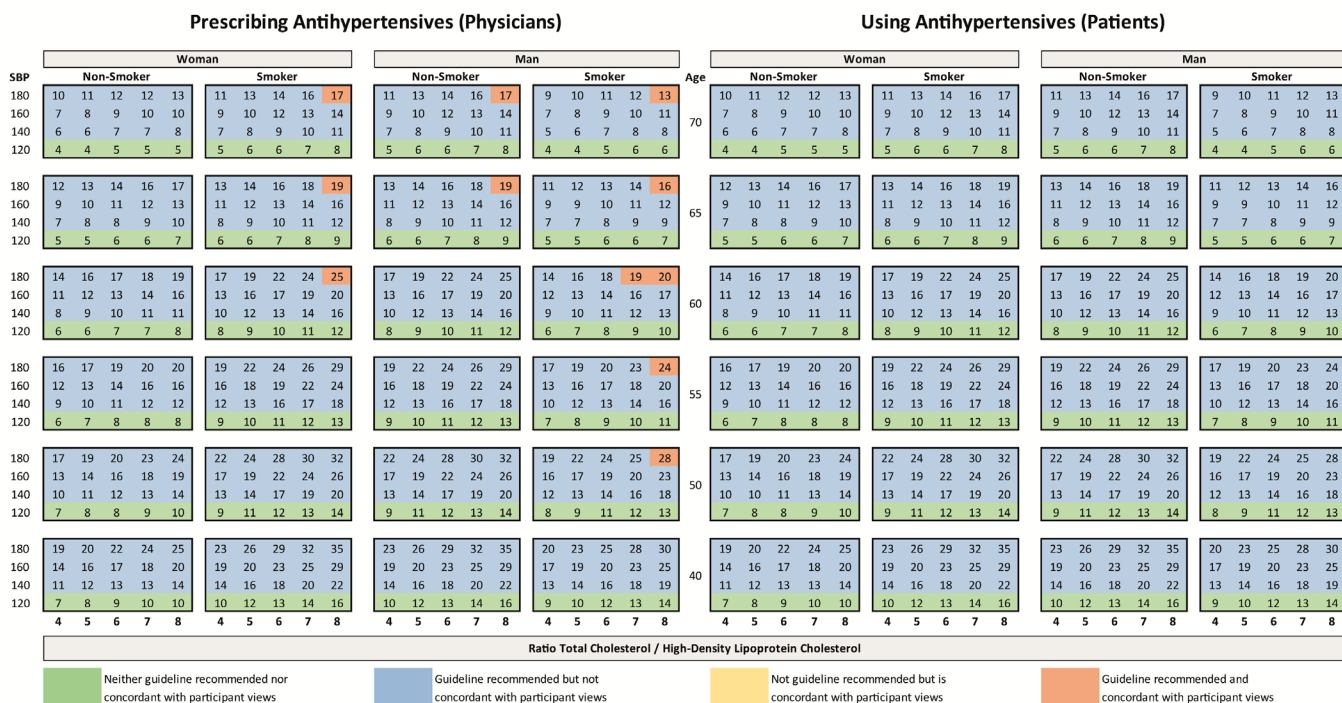 Prescribing Antihypertensives (Physicians) Using Antihypertensives (Patients)
Woman Man Woman Man
SBP Non-Smoker Smoker Non-Smoker Smoker Age Non-Smoker Smoker Non-Smoker Smoker
180 10 11 12 12 13 11 13 14 16 17 11 13 14 16 17 9 10 11 12 13 10 11 12 12 13 11 13 14 16 17 11 13 14 16 17 9 10 11 12 13
160 7 8 9 10 10 9 10 12 13 14 9 10 12 13 14 7 8 9 10 11 7 8 9 10 10 9 10 12 13 14 9 10 12 13 14 7 8 9 10 11
70
140 6 6 7 7 8 7 8 9 10 11 7 8 9 10 11 5 6 7 8 8 6 6 7 7 8 7 8 9 10 11 7 8 9 10 11 5 6 7 8 8
120 4 4 5 5 5 5 6 6 7 8 5 6 6 7 8 4 4 5 6 6 4 4 5 5 5 5 6 6 7 8 5 6 6 7 8 4 4 5 6 6
180 12 13 14 16 17 13 14 16 18 19 13 14 16 18 19 11 12 13 14 16 12 13 14 16 17 13 14 16 18 19 13 14 16 18 19 11 12 13 14 16
160 9 10 11 12 13 11 12 13 14 16 11 12 13 14 16 9 9 10 11 12 9 10 11 12 13 11 12 13 14 16 11 12 13 14 16 9 9 10 11 12
65
140 7 8 8 9 10 8 9 10 11 12 8 9 10 11 12 7 7 8 9 9 7 8 8 9 10 8 9 10 11 12 8 9 10 11 12 7 7 8 9 9
120 5 5 6 6 7 6 6 7 8 9 6 6 7 8 9 5 5 6 6 7 5 5 6 6 7 6 6 7 8 9 6 6 7 8 9 5 5 6 6 7
180 14 16 17 18 19 17 19 22 24 25 17 19 22 24 25 14 16 18 19 20 14 16 17 18 19 17 19 22 24 25 17 19 22 24 25 14 16 18 19 20
160 11 12 13 14 16 13 16 17 19 20 13 16 17 19 20 12 13 14 16 17 11 12 13 14 16 13 16 17 19 20 13 16 17 19 20 12 13 14 16 17
60
140 8 9 10 11 11 10 12 13 14 16 10 12 13 14 16 9 10 11 12 13 8 9 10 11 11 10 12 13 14 16 10 12 13 14 16 9 10 11 12 13
120 6 6 7 7 8 8 9 10 11 12 8 9 10 11 12 6 7 8 9 10 6 6 7 7 8 8 9 10 11 12 8 9 10 11 12 6 7 8 9 10
180 16 17 19 20 20 19 22 24 26 29 19 22 24 26 29 17 19 20 23 24 16 17 19 20 20 19 22 24 26 29 19 22 24 26 29 17 19 20 23 24
160 12 13 14 16 16 16 18 19 22 24 16 18 19 22 24 13 16 17 18 20 12 13 14 16 16 16 18 19 22 24 16 18 19 22 24 13 16 17 18 20
55
140 9 10 11 12 12 12 13 16 17 18 12 13 16 17 18 10 12 13 14 16 9 10 11 12 12 12 13 16 17 18 12 13 16 17 18 10 12 13 14 16
120 6 7 8 8 8 9 10 11 12 13 9 10 11 12 13 7 8 9 10 11 6 7 8 8 8 9 10 11 12 13 9 10 11 12 13 7 8 9 10 11
180 17 19 20 23 24 22 24 28 30 32 22 24 28 30 32 19 22 24 25 28 17 19 20 23 24 22 24 28 30 32 22 24 28 30 32 19 22 24 25 28
160 13 14 16 18 19 17 19 22 24 26 17 19 22 24 26 16 17 19 20 23 13 14 16 18 19 17 19 22 24 26 17 19 22 24 26 16 17 19 20 23
50
140 10 11 12 13 14 13 14 17 19 20 13 14 17 19 20 12 13 14 16 18 10 10 11 13 14 13 14 17 19 20 13 14 17 19 20 12 13 14 16 18
120 7 8 8 9 10 9 11 12 13 14 9 11 12 13 14 8 9 11 12 13 7 8 8 9 10 9 11 12 13 14 9 11 12 13 14 8 9 11 12 13
180 19 20 22 24 25 23 26 29 32 35 23 26 29 32 35 20 23 25 28 30 19 20 22 24 25 23 26 29 32 35 23 26 29 32 35 20 23 25 28 30
160 14 16 17 18 20 19 20 23 25 29 19 20 23 25 29 17 19 20 23 25 14 16 17 18 20 19 20 23 25 29 19 20 23 25 29 17 19 20 23 25
40
140 11 12 13 13 14 14 16 18 20 22 14 16 18 20 22 13 14 16 18 19 11 12 13 13 14 14 16 18 20 22 14 16 18 20 22 13 14 16 18 19
120 7 8 9 10 10 10 12 13 14 16 10 12 13 14 16 9 10 12 13 14 7 8 9 10 10 10 12 13 14 16 10 12 13 14 16 9 10 12 13 14
4 5 6 7 8 4 5 6 7 8 4 5 6 7 8 4 5 6 7 8 4 5 6 7 8 4 5 6 7 8 4 5 6 7 8 4 5 6 7 8
Ratio Total Cholesterol / High-Density Lipoprotein Cholesterol
Neither guideline recommended nor
concordant with participant views
Guideline recommended but not
concordant with participant views
Not guideline recommended but is
concordant with participant views
Guideline recommended and
concordant with participant views